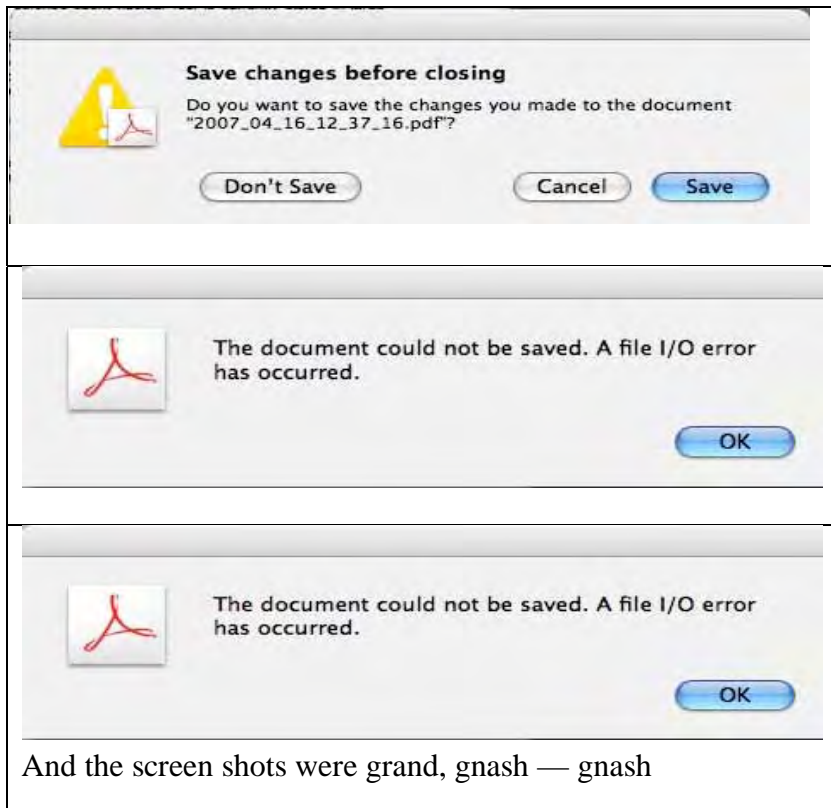 Save changes before closing
Do you want to save the changes you made to the document
"2007_04_16_12_37_16.pdf"?
Don't Save
Cancel
Save
The document could not be saved. A file I/O error
has occurred.
OK
The document could not be saved. A file I/O error
has occurred.
OK
And the screen shots were grand, gnash — gnash